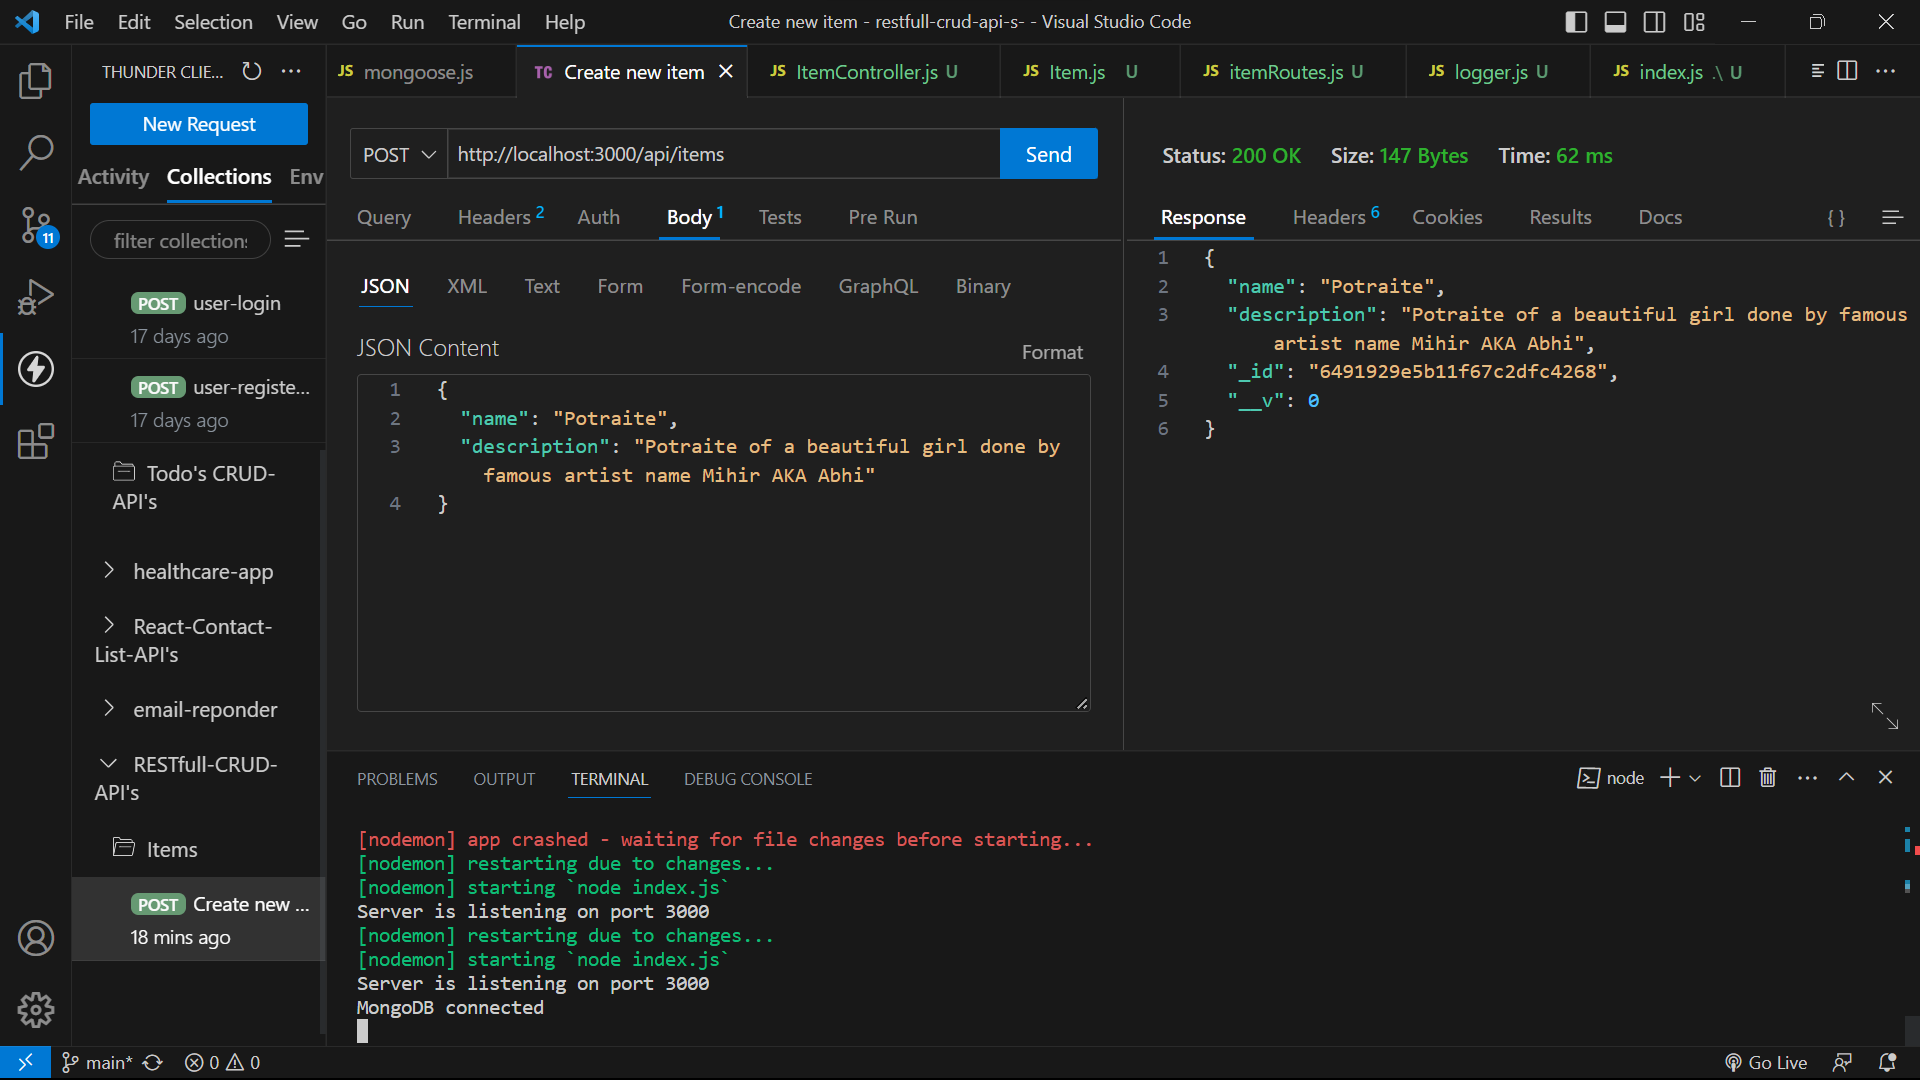 File Edit Selection View Go Run Terminal Help
Create new item - restfull-crud-api-s- - Visual Studio Code
THUNDER CLIE...
JS mongoose.js
TC Create new item
JS ItemController.js U
JS Item.js U
JS itemRoutes.js U
JS logger.js U
JS index.js .\ U
New Request
Activity Collections Env
filter collections
POST user-login
17 days ago
POST user-registe...
17 days ago
Todo's CRUD-
API's
healthcare-app
React-Contact-
List-API's
email-reponder
RESTfull-CRUD-
API's
Items
POST Create new ...
18 mins ago
11
POST http://localhost:3000/api/items Send
Query Headers 2 Auth Body 1 Tests Pre Run
JSON XML Text Form Form-encode GraphQL Binary
JSON Content
Format
1 {
2 "name": "Potraite",
3 "description": "Potraite of a beautiful girl done by
famous artist name Mihir AKA Abhi"
4 }
Status: 200 OK Size: 147 Bytes Time: 62 ms
Response Headers 6 Cookies Results Docs { }
1 {
2 "name": "Potraite",
3 "description": "Potraite of a beautiful girl done by famous
artist name Mihir AKA Abhi",
4 "_id": "6491929e5b11f67c2dfc4268",
5 "__v": 0
6 }
PROBLEMS OUTPUT TERMINAL DEBUG CONSOLE
node
[nodemon] app crashed - waiting for file changes before starting...
[nodemon] restarting due to changes...
[nodemon] starting `node index.js`
Server is listening on port 3000
[nodemon] restarting due to changes...
[nodemon] starting `node index.js`
Server is listening on port 3000
MongoDB connected
main* 0 0
Go Live